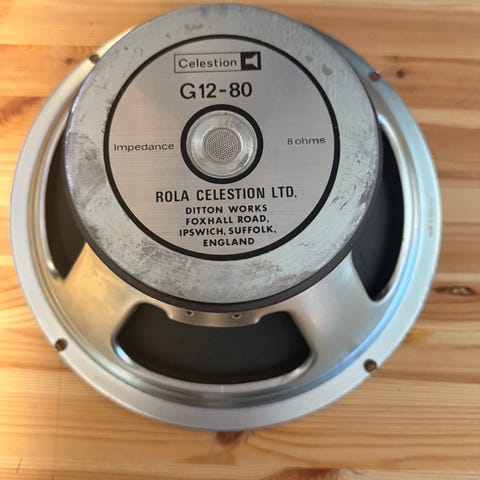 Celestion
G12-80
Impedance 8 ohms
ROLA CELESTION LTD.
DITTON WORKS
FOXHALL ROAD,
IPSWICH, SUFFOLK,
ENGLAND